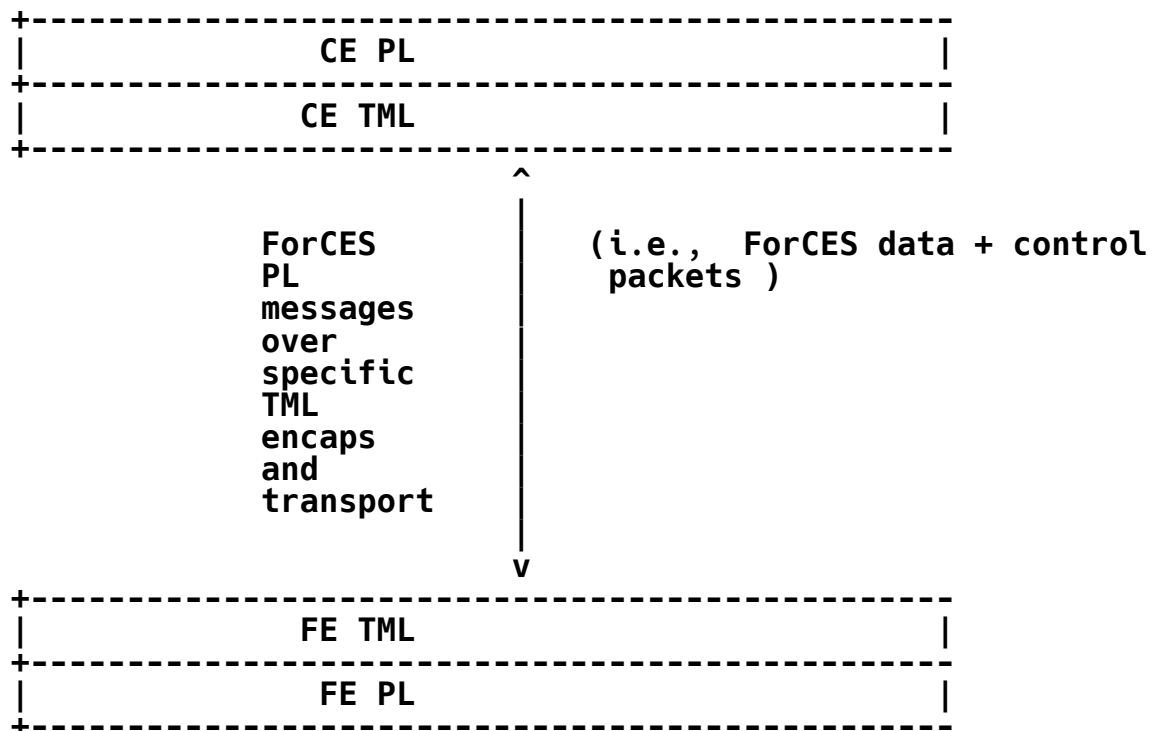 +------------------------------------------------
|               CE PL                           |
+------------------------------------------------
|              CE TML                           |
+------------------------------------------------
                          ^
                          |
             ForCES       |   (i.e.,  ForCES data + control
             PL           |    packets )
             messages     |
             over         |
             specific     |
             TML          |
             encaps       |
             and          |
             transport    |
                          |
                          v
+------------------------------------------------
|              FE TML                           |
+------------------------------------------------
|               FE PL                           |
+------------------------------------------------